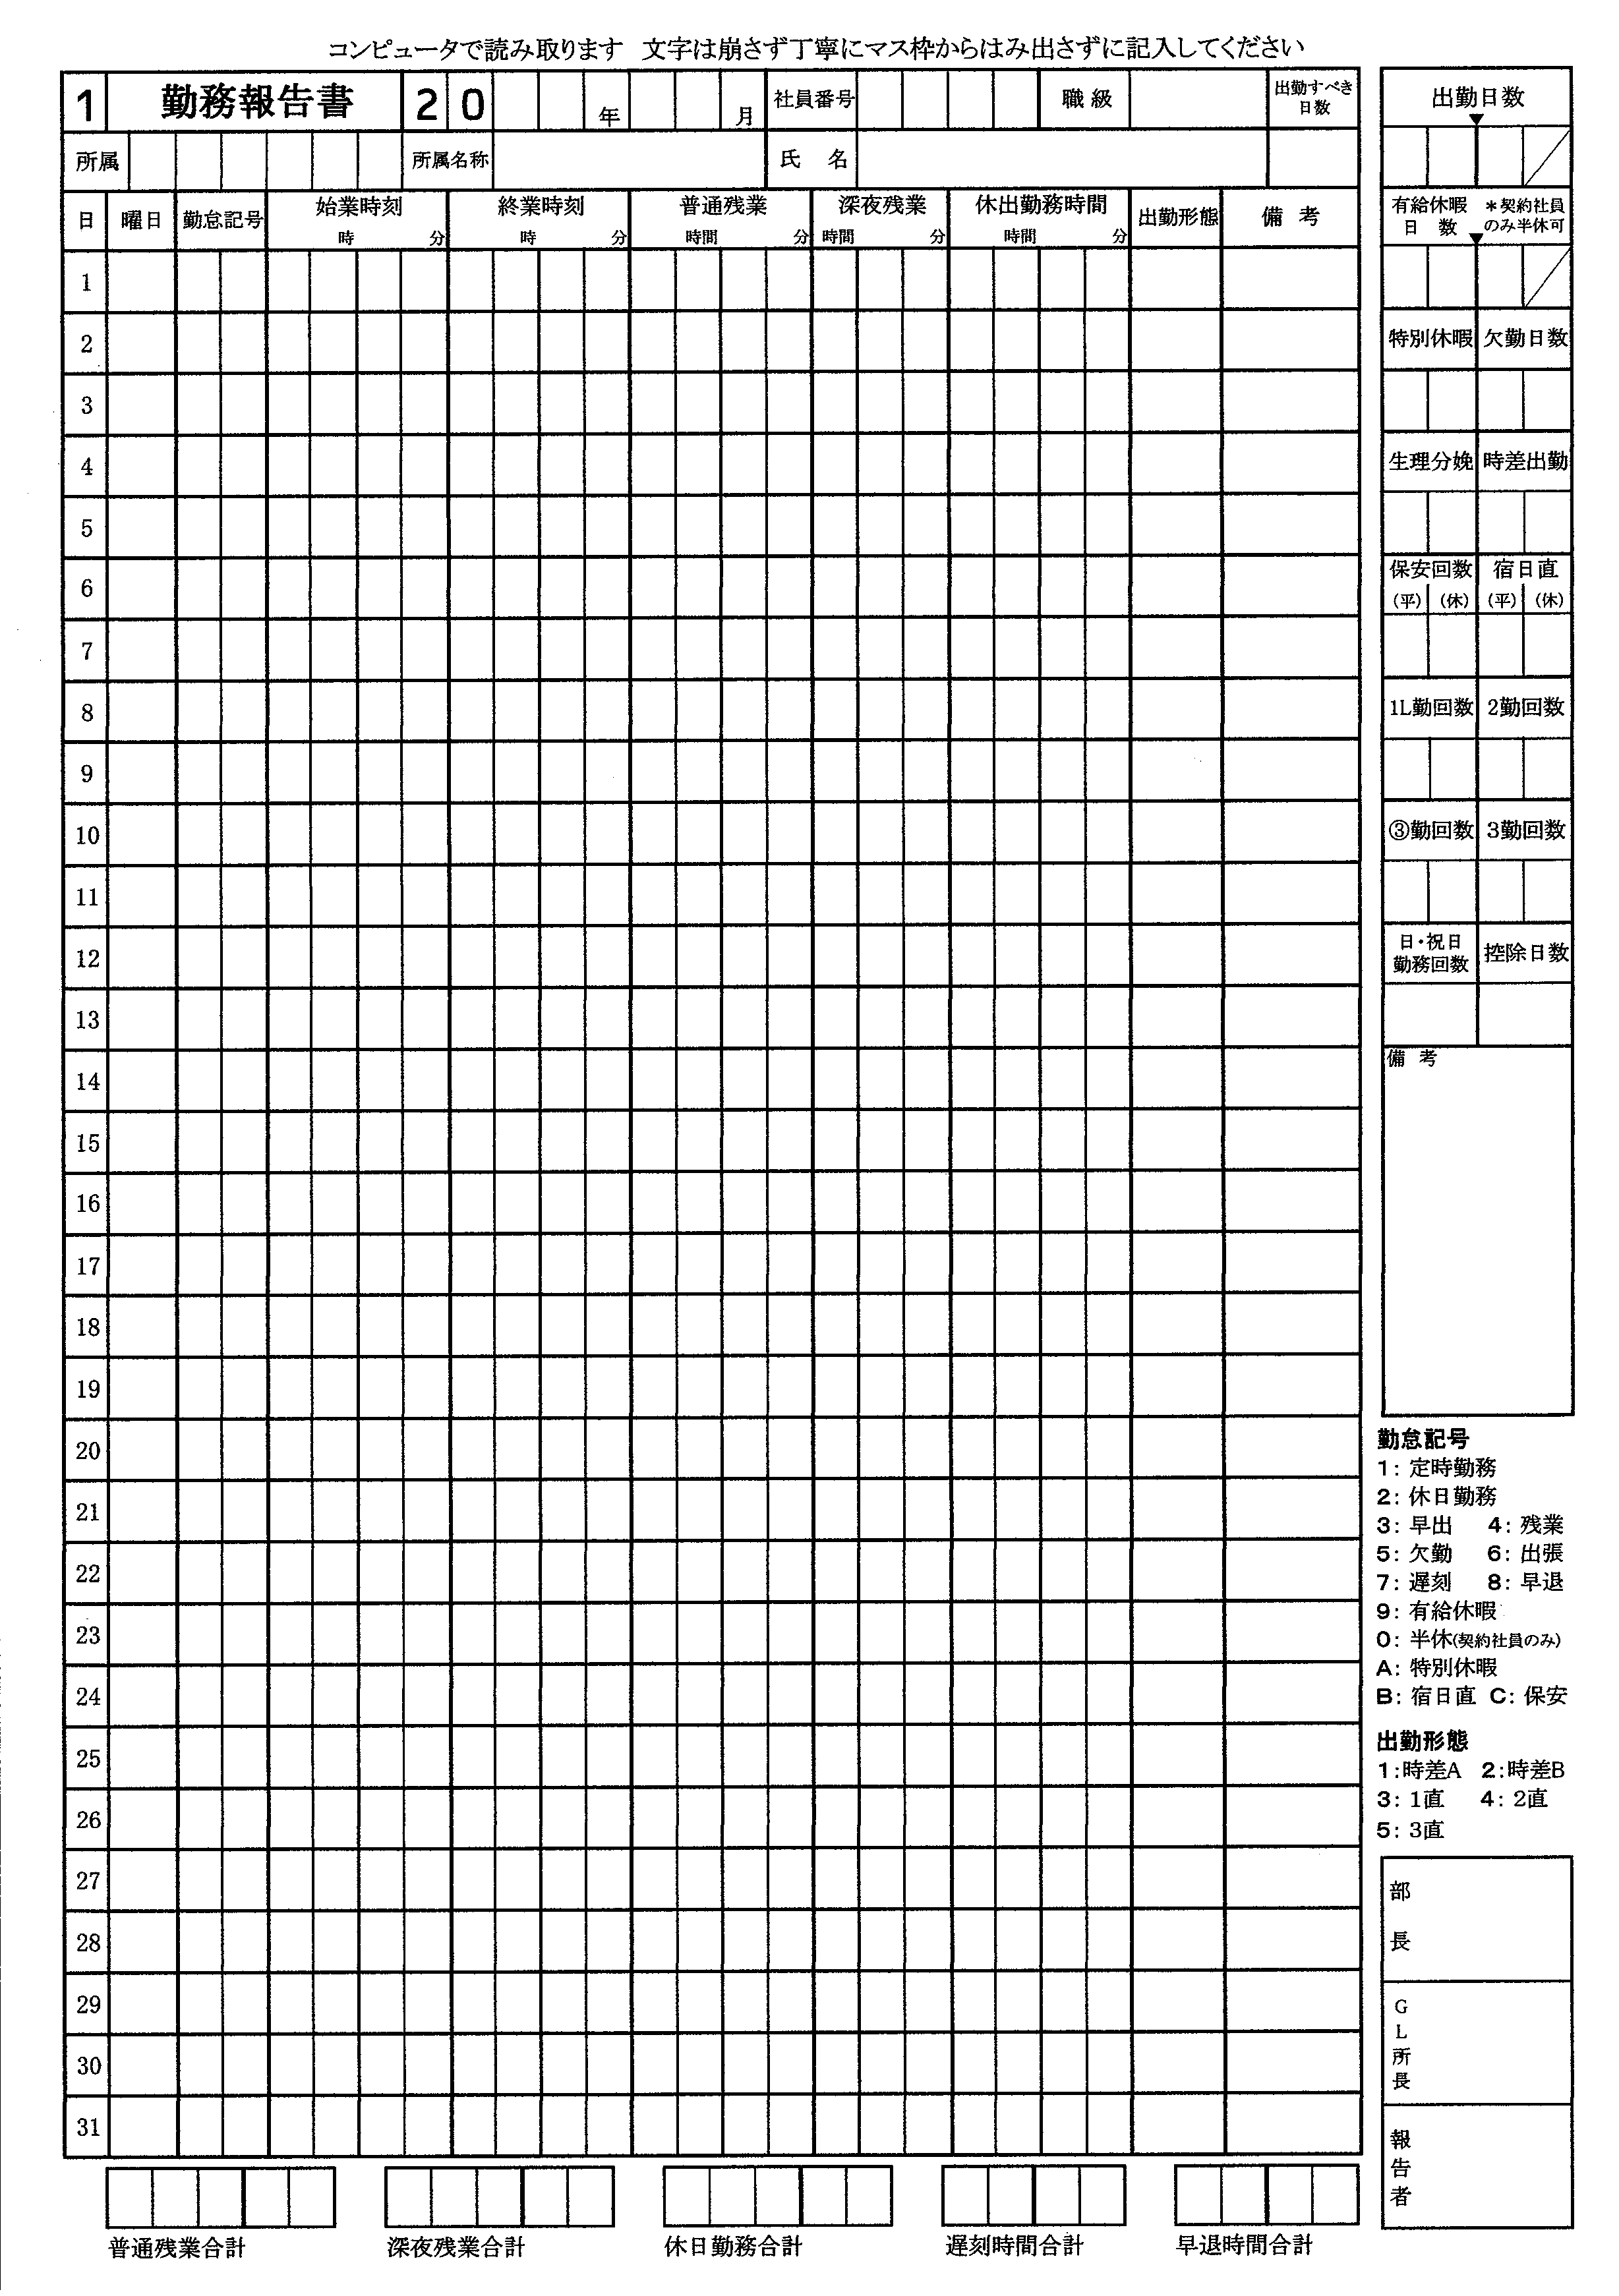 コンピュータで読み取ります 文字は崩さず丁寧にマス枠からはみ出さずに記入してください
1 勤務報告書 20 年 月 社員番号 職級 出勤すべき日数
所属 所属名称 氏 名
日 曜日 勤怠記号 始業時刻 終業時刻 普通残業 深夜残業 休出勤務時間 出勤形態 備 考
時 分 時 分 時間 分 時間 分 時間 分
1
2
3
4
5
6
7
8
9
10
11
12
13
14
15
16
17
18
19
20
21
22
23
24
25
26
27
28
29
30
31
普通残業合計 深夜残業合計 休日勤務合計 遅刻時間合計 早退時間合計
出勤日数
有給休暇 *契約社員
日 数 のみ半休可
特別休暇 欠勤日数
生理分娩 時差出勤
保安回数 宿日直
(平) (休) (平) (休)
1L勤回数 2勤回数
③勤回数 3勤回数
日・祝日
勤務回数 控除日数
備 考
勤怠記号
1: 定時勤務
2: 休日勤務
3: 早出 4: 残業
5: 欠勤 6: 出張
7: 遅刻 8: 早退
9: 有給休暇
0: 半休(契約社員のみ)
A: 特別休暇
B: 宿日直 C: 保安
出勤形態
1:時差A 2:時差B
3: 1直 4: 2直
5: 3直
部長
GL所長
報告者